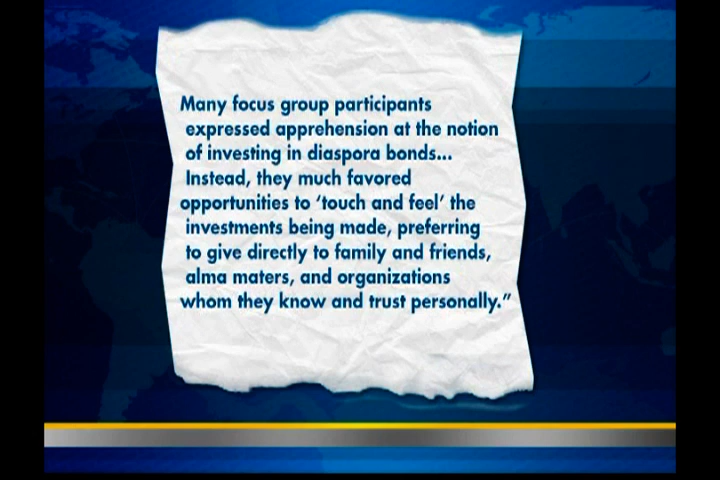 Many focus group participants
expressed apprehension at the notion
of investing in diaspora bonds...
Instead, they much favored
opportunities to ‘touch and feel’ the
investments being made, preferring
to give directly to family and friends,
alma maters, and organizations
whom they know and trust personally.”